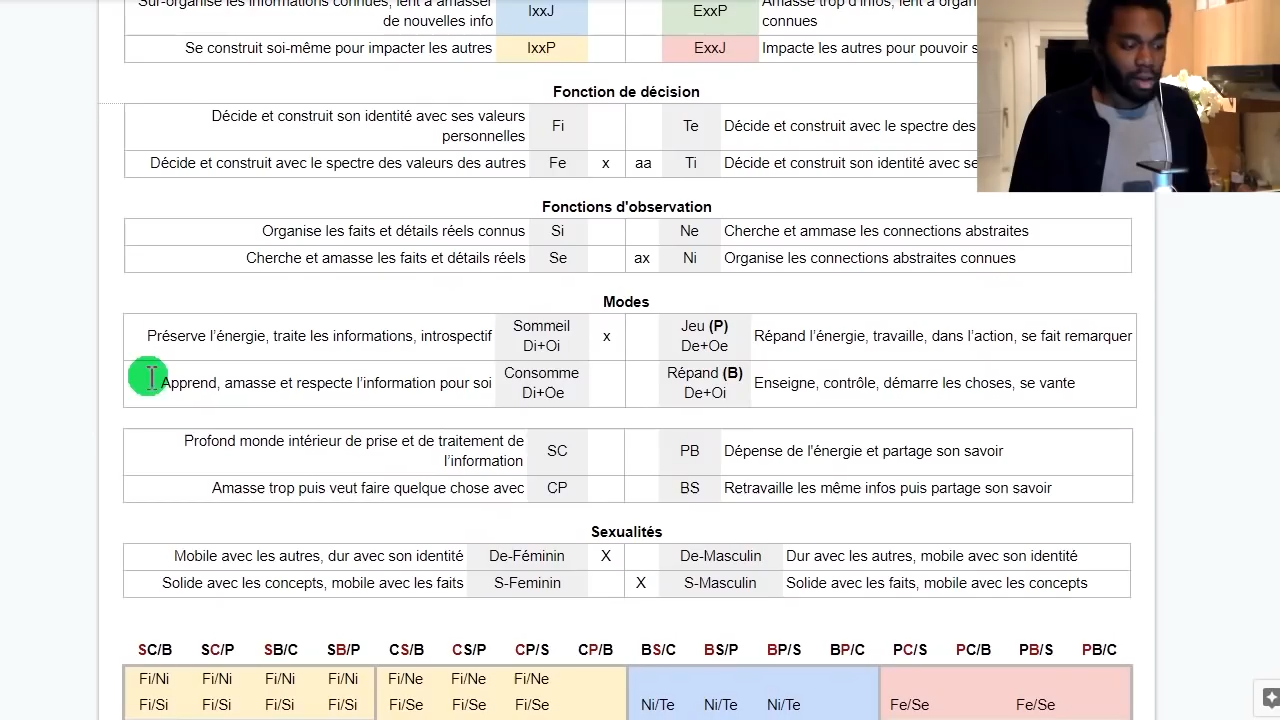 Sur-organise les informations connues, lent à amasser
de nouvelles info
IxxJ
ExxP
Amasse trop d'infos, lent à organ
connues
Se construit soi-même pour impacter les autres
IxxP
ExxJ
Impacte les autres pour pouvoir s
Fonction de décision
Décide et construit son identité avec ses valeurs
personnelles
Fi
Te
Décide et construit avec le spectre des
Décide et construit avec le spectre des valeurs des autres
Fe
x
aa
Ti
Décide et construit son identité avec se
Fonctions d'observation
Organise les faits et détails réels connus
Si
Ne
Cherche et ammase les connections abstraites
Cherche et amasse les faits et détails réels
Se
ax
Ni
Organise les connections abstraites connues
Modes
Préserve l'énergie, traite les informations, introspectif
Sommeil
Di+Oi
x
Jeu (P)
De+Oe
Répand l'énergie, travaille, dans l'action, se fait remarquer
Apprend, amasse et respecte l'information pour soi
Consomme
Di+Oe
Répand (B)
De+Oi
Enseigne, contrôle, démarre les choses, se vante
Profond monde intérieur de prise et de traitement de
l'information
SC
PB
Dépense de l'énergie et partage son savoir
Amasse trop puis veut faire quelque chose avec
CP
BS
Retravaille les même infos puis partage son savoir
Sexualités
Mobile avec les autres, dur avec son identité
De-Féminin
X
De-Masculin
Dur avec les autres, mobile avec son identité
Solide avec les concepts, mobile avec les faits
S-Feminin
X
S-Masculin
Solide avec les faits, mobile avec les concepts
SC/B SC/P SB/C SB/P CS/B CS/P CP/S CP/B BS/C BS/P BP/S BP/C PC/S PC/B PB/S PB/C
Fi/Ni Fi/Ni Fi/Ni Fi/Ni Fi/Ne Fi/Ne Fi/Ne
Fi/Si Fi/Si Fi/Si Fi/Si Fi/Se Fi/Se Fi/Se Ni/Te Ni/Te Ni/Te Fe/Se Fe/Se